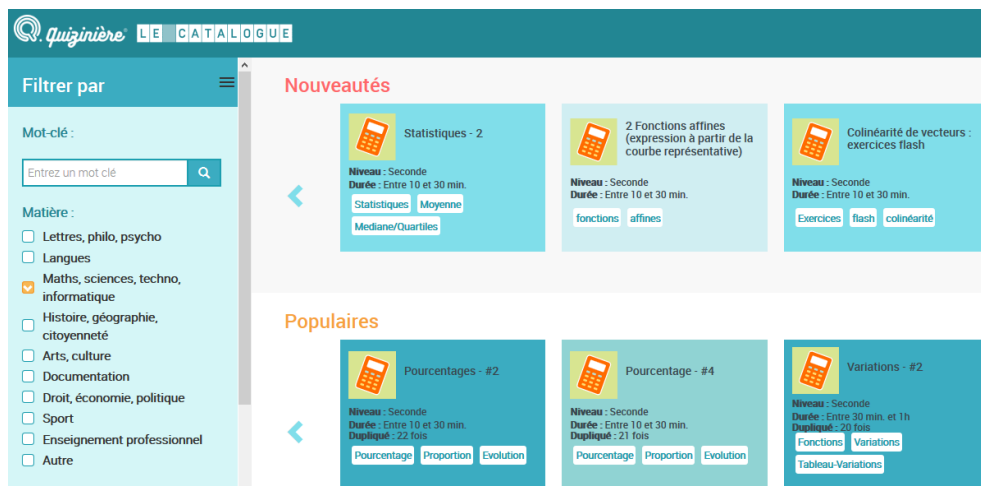 Quizinière LE CATALOGUE
Filtrer par
Mot-clé :
Entrez un mot clé
Matière :
Lettres, philo, psycho
Langues
Maths, sciences, techno,
informatique
Histoire, géographie,
citoyenneté
Arts, culture
Documentation
Droit, économie, politique
Sport
Enseignement professionnel
Autre
Nouveautés
Statistiques - 2
Niveau : Seconde
Durée : Entre 10 et 30 min.
Statistiques Moyenne
Mediane/Quartiles
2 Fonctions affines
(expression à partir de la
courbe représentative)
Niveau : Seconde
Durée : Entre 10 et 30 min.
fonctions affines
Colinéarité de vecteurs :
exercices flash
Niveau : Seconde
Durée : Entre 10 et 30 min.
Exercices flash colinéarité
Populaires
Pourcentages - #2
Niveau : Seconde
Durée : Entre 10 et 30 min.
Dupliqué : 22 fois
Pourcentage Proportion Evolution
Pourcentage - #4
Niveau : Seconde
Durée : Entre 10 et 30 min.
Dupliqué : 21 fois
Pourcentage Proportion Evolution
Variations - #2
Niveau : Seconde
Durée : Entre 30 min. et 1h
Dupliqué : 20 fois
Fonctions Variations
Tableau-Variations